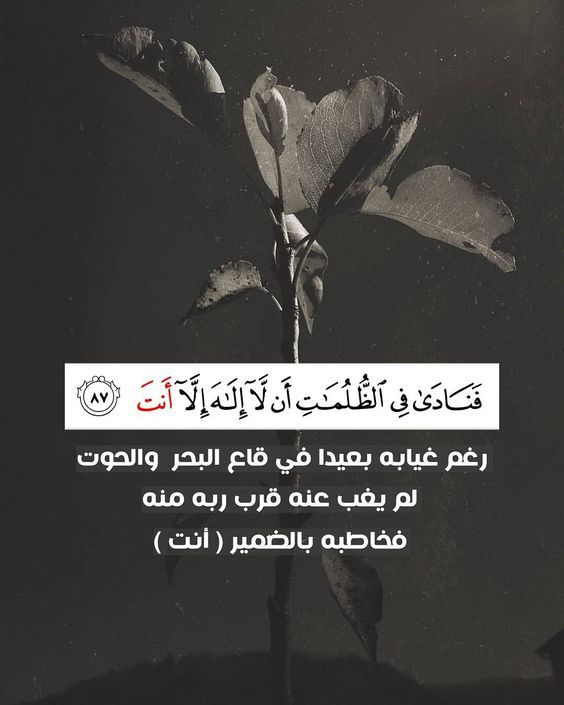 فَنَادَىٰ فِي ٱلظُّلُمَٰتِ أَن لَّآ إِلَٰهَ إِلَّآ أَنتَ ٨٧
رغم غيابه بعيدا في قاع البحر والحوت
لم يغب عنه قرب ربه منه
فخاطبه بالضمير ( أنت )